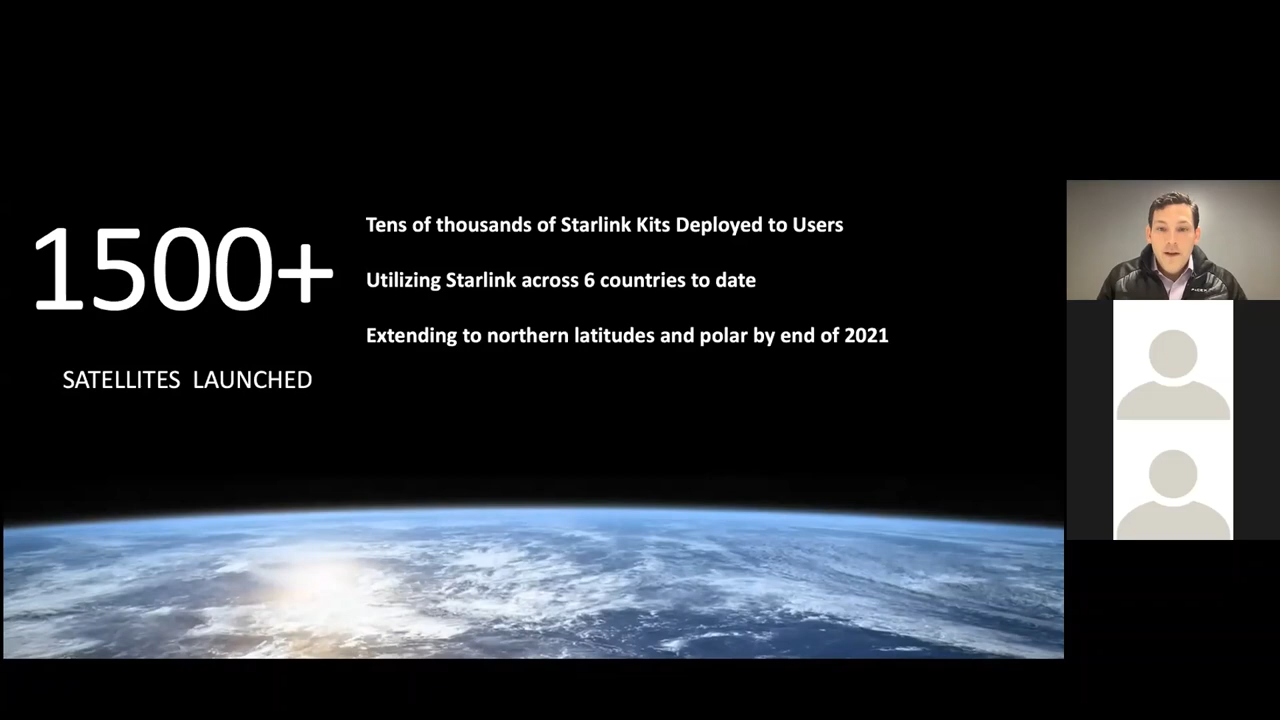 1500+
SATELLITES LAUNCHED
Tens of thousands of Starlink Kits Deployed to Users
Utilizing Starlink across 6 countries to date
Extending to northern latitudes and polar by end of 2021